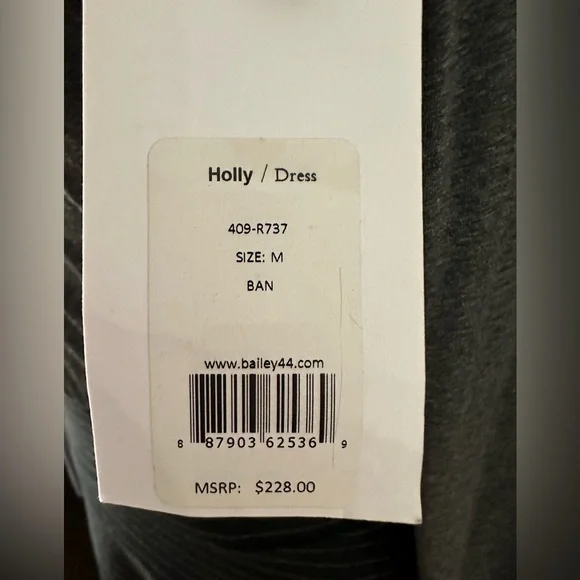 Holly / Dress
409-R737
SIZE: M
BAN
www.bailey44.com
8 87903 62536 9
MSRP: $228.00